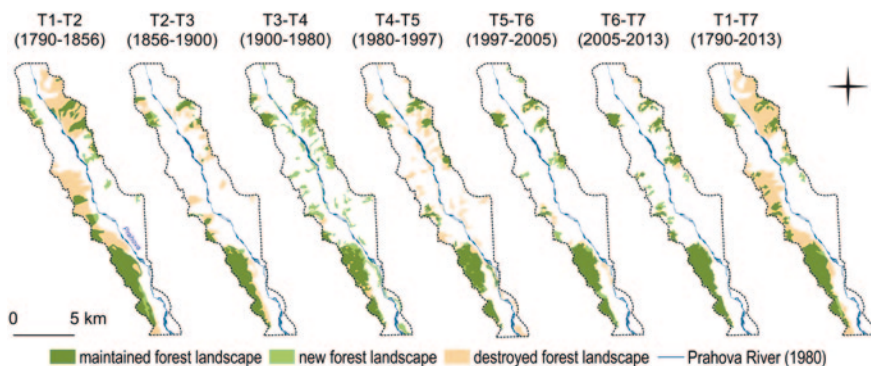 T1-T2 T2-T3 T3-T4 T4-T5 T5-T6 T6-T7 T1-T7
(1790-1856) (1856-1900) (1900-1980) (1980-1997) (1997-2005) (2005-2013) (1790-2013)
Prahova
0 5 km
maintained forest landscape new forest landscape destroyed forest landscape Prahova River (1980)